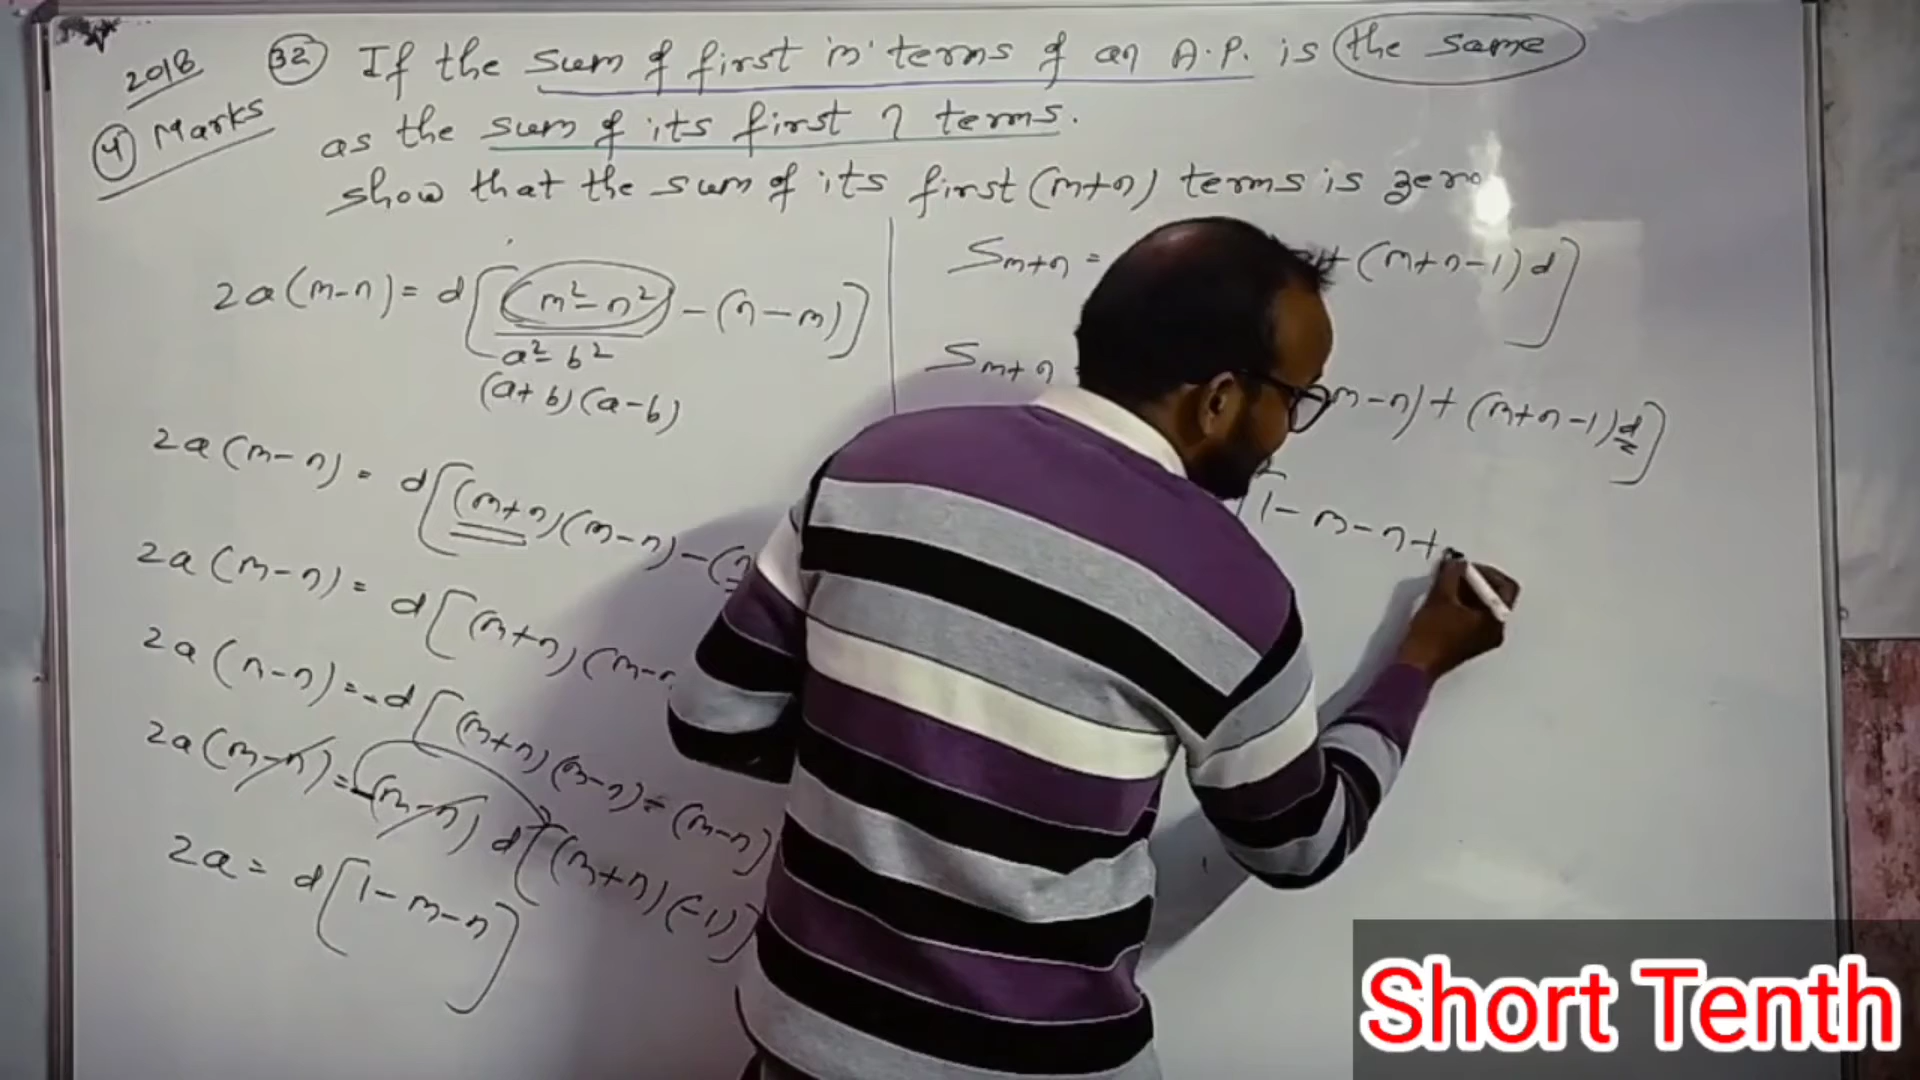 2018
④ Marks
32 If the sum of first 'm' terms of an A.P. is the same
as the sum of its first n terms.
show that the sum of its first (m+n) terms is zero
2a(m-n) = d[(m²-n²) - (n-m)]
a²-b²
(a+b)(a-b)
2a(m-n) = d[(m+n)(m-n) - (n
2a(m-n) = d[(m+n)(m-n
2a(n-n) = -d[(m+n)(m-n) - (m-n)]
2a(m-n) = -(m-n) d[(m+n)(-1)]
2a = d[1-m-n]
Sm+n = + (m+n-1)d]
Sm+n
m-n) + (m+n-1)d]
[1-m-n+
Short Tenth